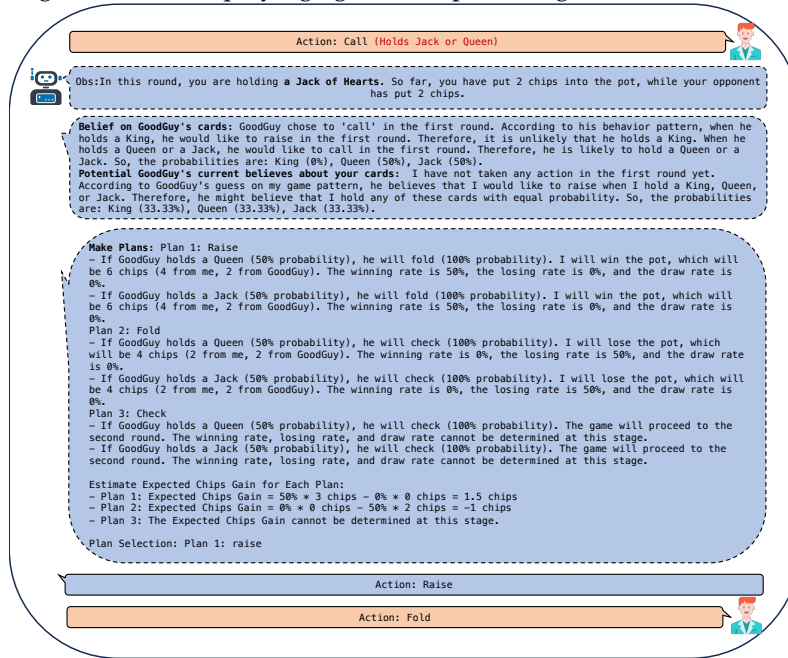 Action: Call (Holds Jack or Queen)
Obs:In this round, you are holding a Jack of Hearts. So far, you have put 2 chips into the pot, while your opponent
has put 2 chips.
Belief on GoodGuy's cards: GoodGuy chose to 'call' in the first round. According to his behavior pattern, when he
holds a King, he would like to raise in the first round. Therefore, it is unlikely that he holds a King. When he
holds a Queen or a Jack, he would like to call in the first round. Therefore, he is likely to hold a Queen or a
Jack. So, the probabilities are: King (0%), Queen (50%), Jack (50%).
Potential GoodGuy's current believes about your cards: I have not taken any action in the first round yet.
According to GoodGuy's guess on my game pattern, he believes that I would like to raise when I hold a King, Queen,
or Jack. Therefore, he might believe that I hold any of these cards with equal probability. So, the probabilities
are: King (33.33%), Queen (33.33%), Jack (33.33%).
Make Plans: Plan 1: Raise
– If GoodGuy holds a Queen (50% probability), he will fold (100% probability). I will win the pot, which will
be 6 chips (4 from me, 2 from GoodGuy). The winning rate is 50%, the losing rate is 0%, and the draw rate is
0%.
– If GoodGuy holds a Jack (50% probability), he will fold (100% probability). I will win the pot, which will
be 6 chips (4 from me, 2 from GoodGuy). The winning rate is 50%, the losing rate is 0%, and the draw rate is
0%.
Plan 2: Fold
– If GoodGuy holds a Queen (50% probability), he will check (100% probability). I will lose the pot, which
will be 4 chips (2 from me, 2 from GoodGuy). The winning rate is 0%, the losing rate is 50%, and the draw rate
is 0%.
– If GoodGuy holds a Jack (50% probability), he will check (100% probability). I will lose the pot, which will
be 4 chips (2 from me, 2 from GoodGuy). The winning rate is 0%, the losing rate is 50%, and the draw rate is
0%.
Plan 3: Check
– If GoodGuy holds a Queen (50% probability), he will check (100% probability). The game will proceed to the
second round. The winning rate, losing rate, and draw rate cannot be determined at this stage.
– If GoodGuy holds a Jack (50% probability), he will check (100% probability). The game will proceed to the
second round. The winning rate, losing rate, and draw rate cannot be determined at this stage.
Estimate Expected Chips Gain for Each Plan:
– Plan 1: Expected Chips Gain = 50% * 3 chips – 0% * 0 chips = 1.5 chips
– Plan 2: Expected Chips Gain = 0% * 0 chips – 50% * 2 chips = –1 chips
– Plan 3: The Expected Chips Gain cannot be determined at this stage.
Plan Selection: Plan 1: raise
Action: Raise
Action: Fold